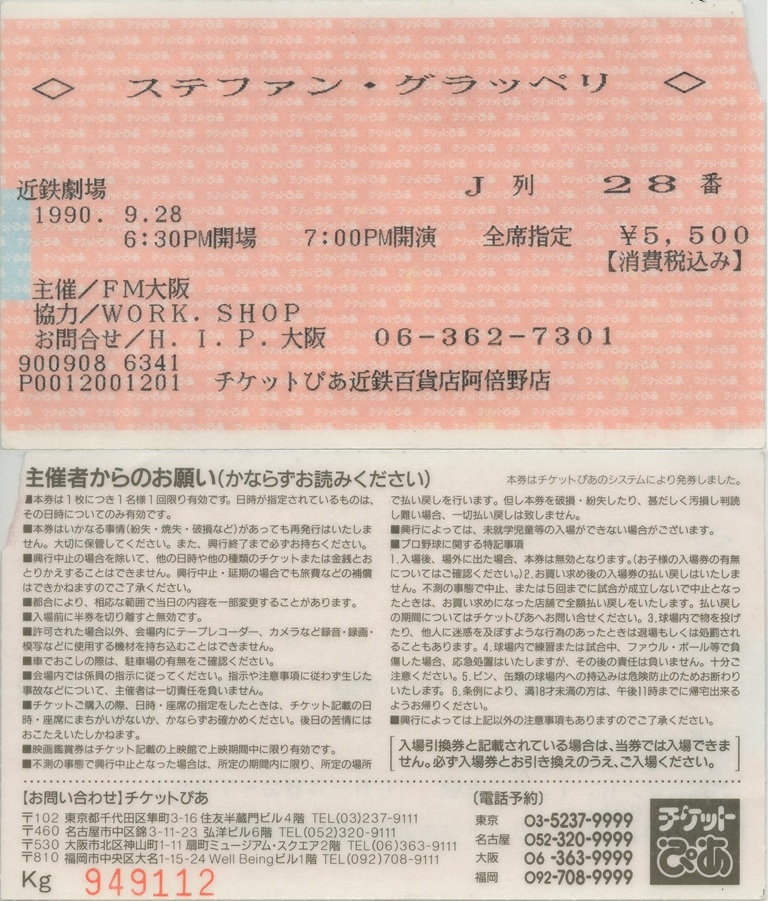 ◇ ステファン・グラッペリ ◇
近鉄劇場 J 列 28 番
1990. 9.28
6:30PM開場 7:00PM開演 全席指定 ¥5,500
【消費税込み】
主催/FM大阪
協力/WORK. SHOP
お問合せ/H. I. P. 大阪 06-362-7301
900908 6341
P0012001201 チケットぴあ近鉄百貨店阿倍野店
主催者からのお願い(かならずお読みください)
本券はチケットぴあのシステムにより発券しました。
■本券は1枚につき1名様1回限り有効です。日時が指定されているものは、
その日時についてのみ有効です。
■本券はいかなる事情(紛失・焼失・破損など)があっても再発行はいたしま
せん。大切に保管してください。また、興行終了まで必ずお持ちください。
■興行中止の場合を除いて、他の日時や他の種類のチケットまたは金銭とお
とりかえすることはできません。興行中止・延期の場合でも旅費などの補償
はできかねますのでご了承ください。
■都合により、相応な範囲で当日の内容を一部変更することがあります。
■入場前に半券を切り離すと無効です。
■許可された場合以外、会場内にテープレコーダー、カメラなど録音・録画・
模写などに使用する機材を持ち込むことはできません。
■車でおこしの際は、駐車場の有無をご確認ください。
■会場内では係員の指示に従ってください。指示や注意事項に従わず生じた
事故などについて、主催者は一切責任を負いません。
■チケットご購入の際、日時・座席の指定をしたときは、チケット記載の日
時・座席にまちがいがないか、かならずお確かめください。後日の苦情には
おこたえいたしかねます。
■映画鑑賞券はチケット記載の上映館で上映期間中に限り有効です。
■不測の事態で興行中止となった場合は、所定の期間内に限り、所定の場所
で払い戻しを行います。但し本券を破損・紛失したり、甚だしく汚損し判読
し難い場合、一切払い戻しは致しません。
■興行によっては、未就学児童等の入場ができない場合がございます。
■プロ野球に関する特記事項
1.入場後、場外に出た場合、本券は無効となります。(お子様の入場券の有無
についてはご確認ください。)2.お買い求め後の入場券の払い戻しはいたしま
せん。不測の事態で中止、または5回までに試合が成立しないで中止となっ
たときは、お買い求めになった店舗で全額払い戻しをいたします。払い戻し
の期間についてはチケットぴあへお問い合せください。3.球場内で物を投げ
たり、他人に迷惑を及ぼすような行為のあったときは退場もしくは処罰され
ることもあります。4.球場内で練習または試合中、ファウル・ボール等で負
傷した場合、応急処置はいたしますが、その後の責任は負いません。十分ご
注意ください。5.ビン、缶類の球場内への持込みは危険防止のためお断りい
たします。6.条例により、満18才未満の方は、午後11時までに帰宅出来る
ようお帰りください。
■興行によっては上記以外の注意事項もありますのでご了承ください。
[入場引換券と記載されている場合は、当券では入場できま
せん。必ず入場券とお引き換えのうえ、ご入場ください。]
【お問い合わせ】チケットぴあ
〒102 東京都千代田区隼町3-16 住友半蔵門ビル4階 TEL(03)237-9111
〒460 名古屋市中区錦3-11-23 弘洋ビル6階 TEL(052)320-9111
〒530 大阪市北区神山町1-11 扇町ミュージアム・スクエア2階 TEL(06)363-9111
〒810 福岡市中央区大名1-15-24 Well Beingビル1階 TEL(092)708-9111
〔電話予約〕
東京 03-5237-9999
名古屋 052-320-9999
大阪 06-363-9999
福岡 092-708-9999
チケットぴあ
Kg 949112